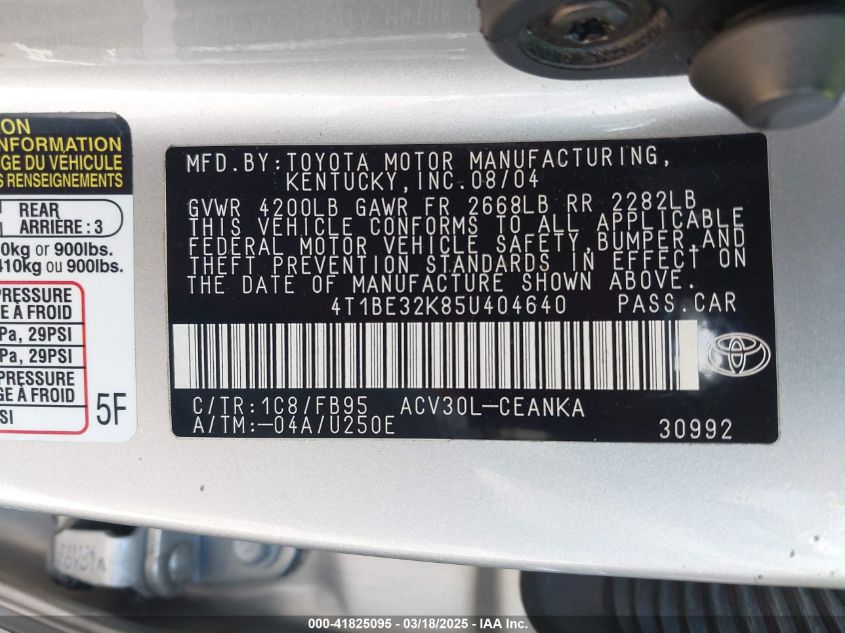 ON
NFORMATION
GE DU VÉHICULE
S RENSEIGNEMENTS
REAR
ARRIÈRE : 3
0kg or 900lbs.
410kg ou 900lbs.
PRESSURE
E À FROID
Pa, 29PSI
Pa, 29PSI
PRESSURE
GE À FROID
SI
5F
MFD.BY:TOYOTA MOTOR MANUFACTURING,
KENTUCKY,INC.08/04
GVWR 4200LB GAWR FR 2668LB RR 2282LB
THIS VEHICLE CONFORMS TO ALL APPLICABLE
FEDERAL MOTOR VEHICLE SAFETY,BUMPER,AND
THEFT PREVENTION STANDARDS IN EFFECT ON
THE DATE OF MANUFACTURE SHOWN ABOVE.
4T1BE32K85U404640 PASS.CAR
C/TR:1C8/FB95 ACV30L-CEANKA
A/TM:-04A/U250E 30992
TOYOTA
000-41825095 - 03/18/2025 - IAA Inc.